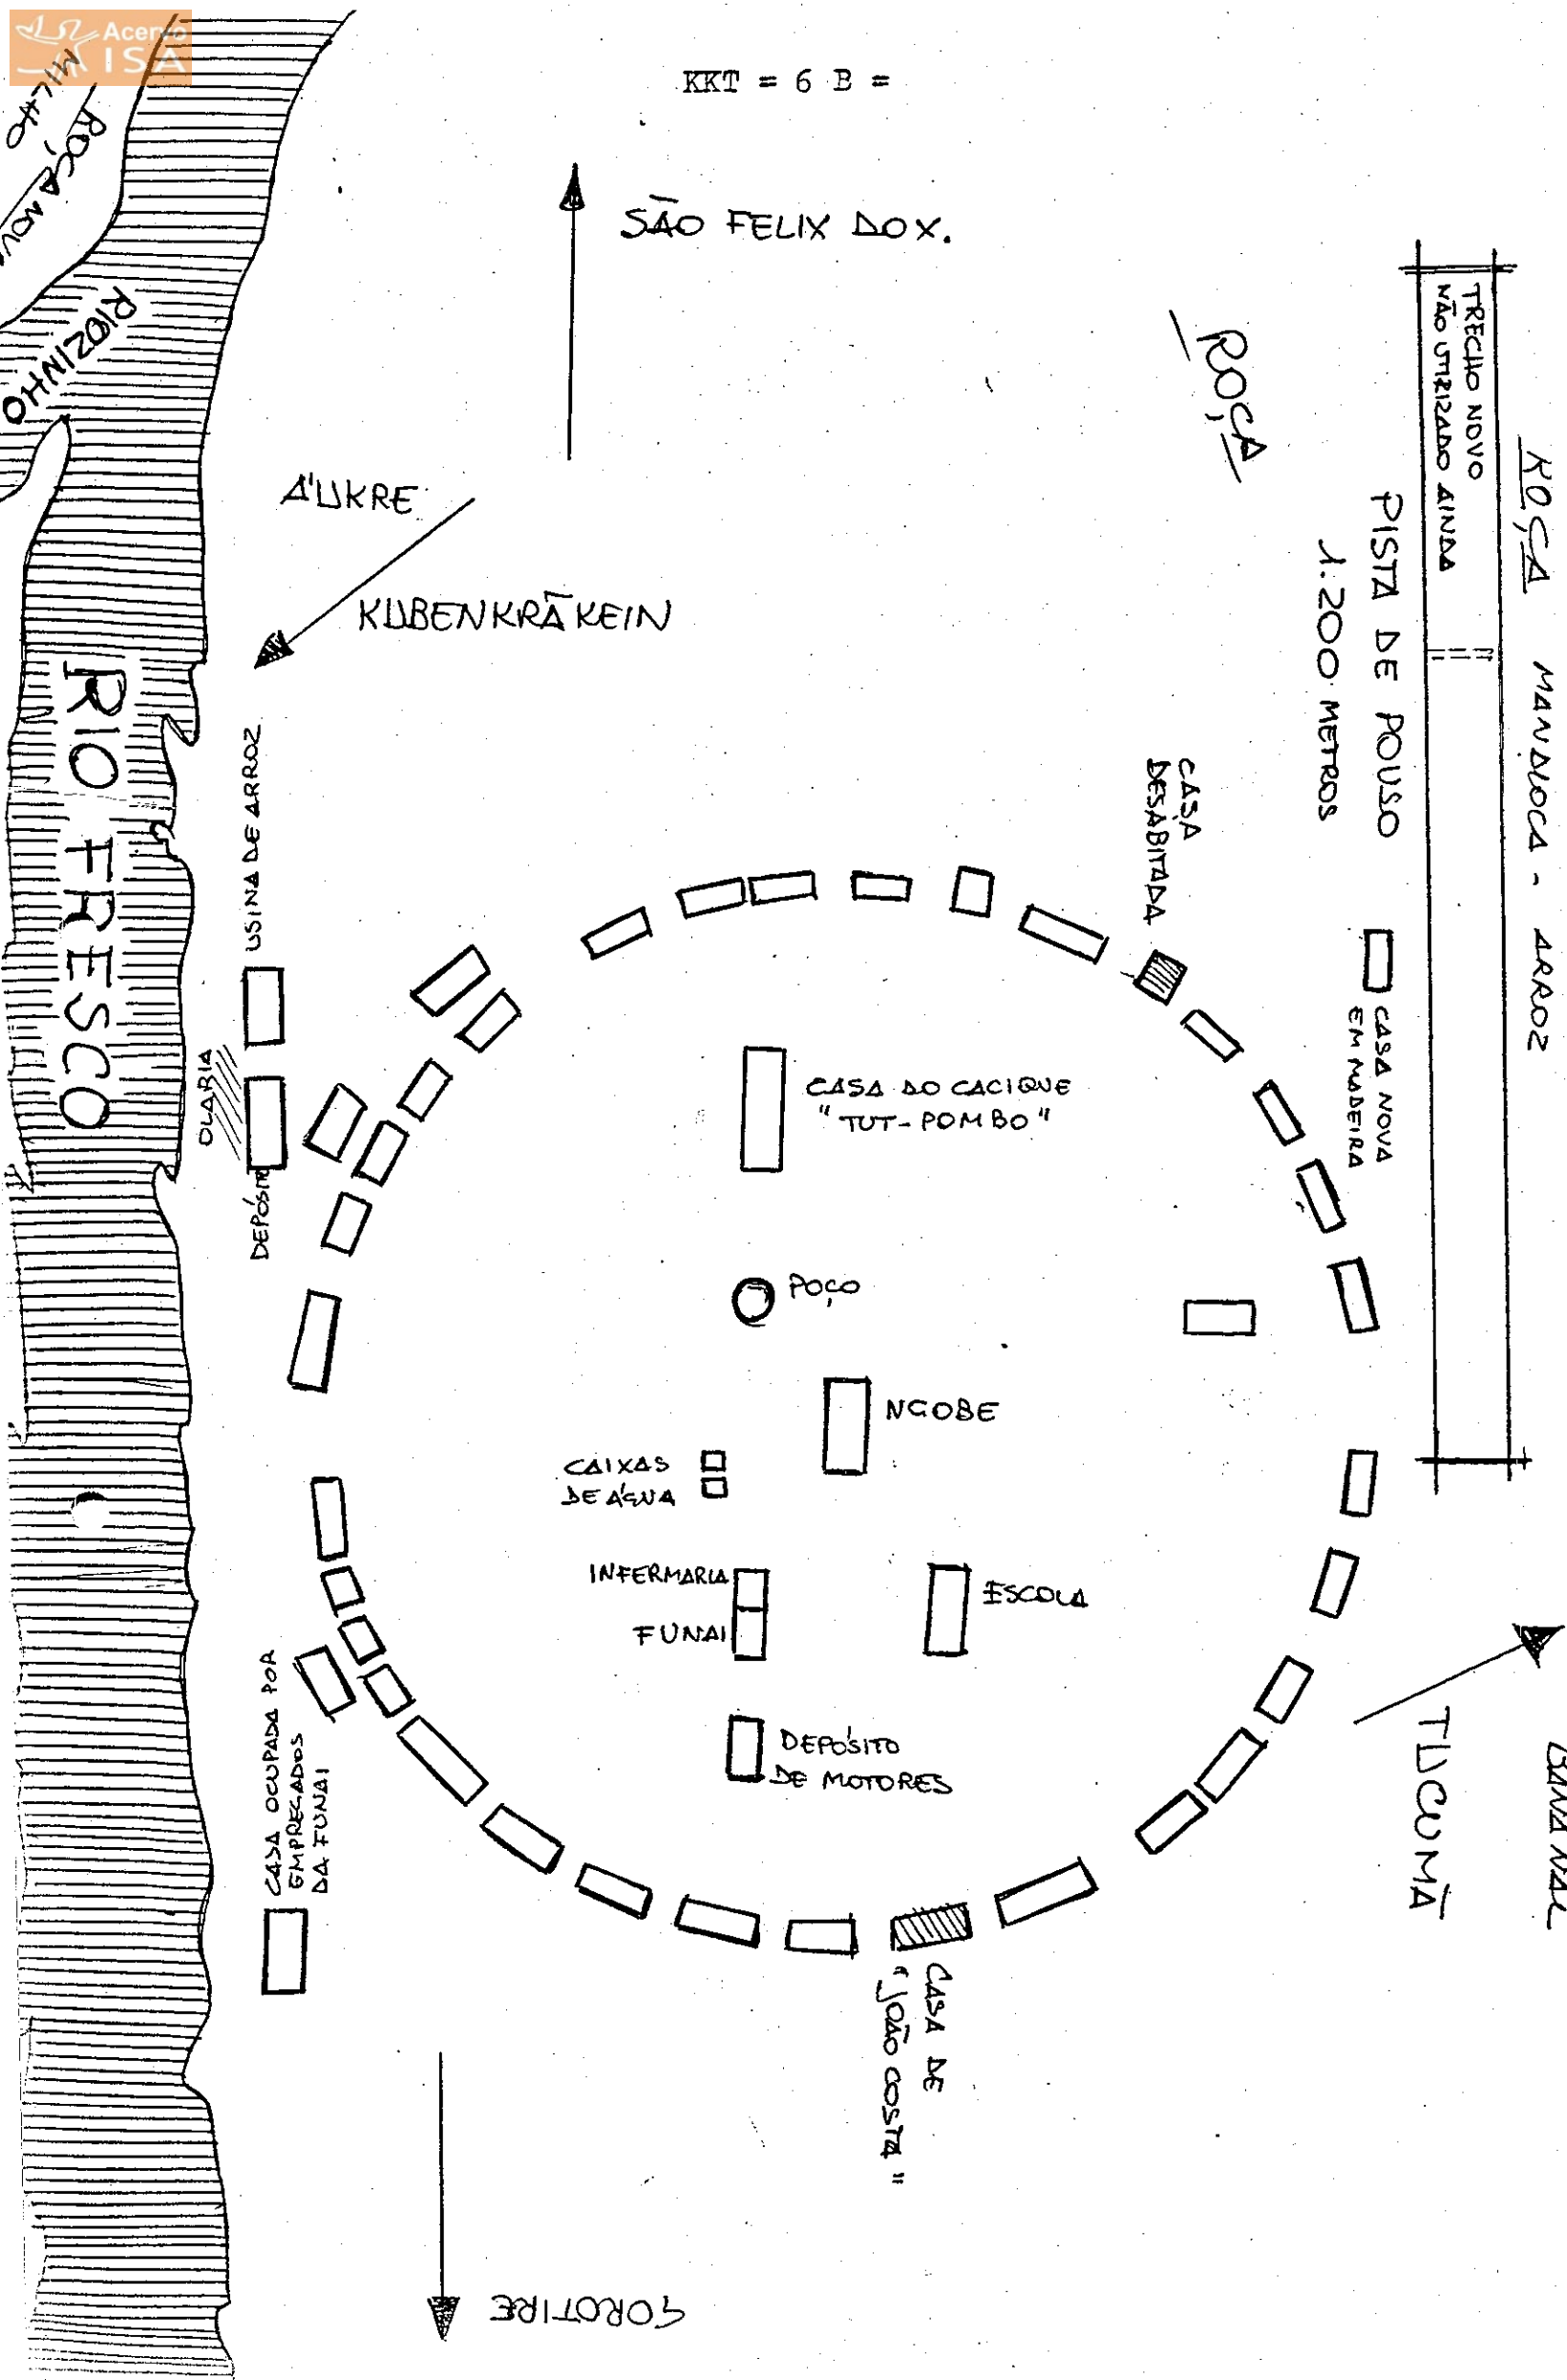 Acervo
ISA
KKT = 6 B =
MILHO
ROÇA NOVA
RIOZINHO
SÃO FELIX DO X.
ROÇA
TRECHO NOVO
NÃO UTIRIZADO AINDA
ROÇA MANDIOCA - ARROZ
PISTA DE POUSO
1.200 METROS
A'UKRE
KUBENKRÃKEIN
RIO FRESCO
USINA DE ARROZ
OLARIA
DEPÓSITO
CASA
DESABITADA
CASA NOVA
EM MADEIRA
CASA DO CACIQUE
"TUT-POMBO"
POÇO
NGOBE
CAIXAS
DE ÁGUA
INFERMARIA
FUNAI
ESCOLA
DEPÓSITO
DE MOTORES
CASA OCUPADA POR
EMPREGADOS
DA FUNAI
CASA DE
"JOÃO COSTA"
TUCUMÃ
BANANAL
GOROTIRE